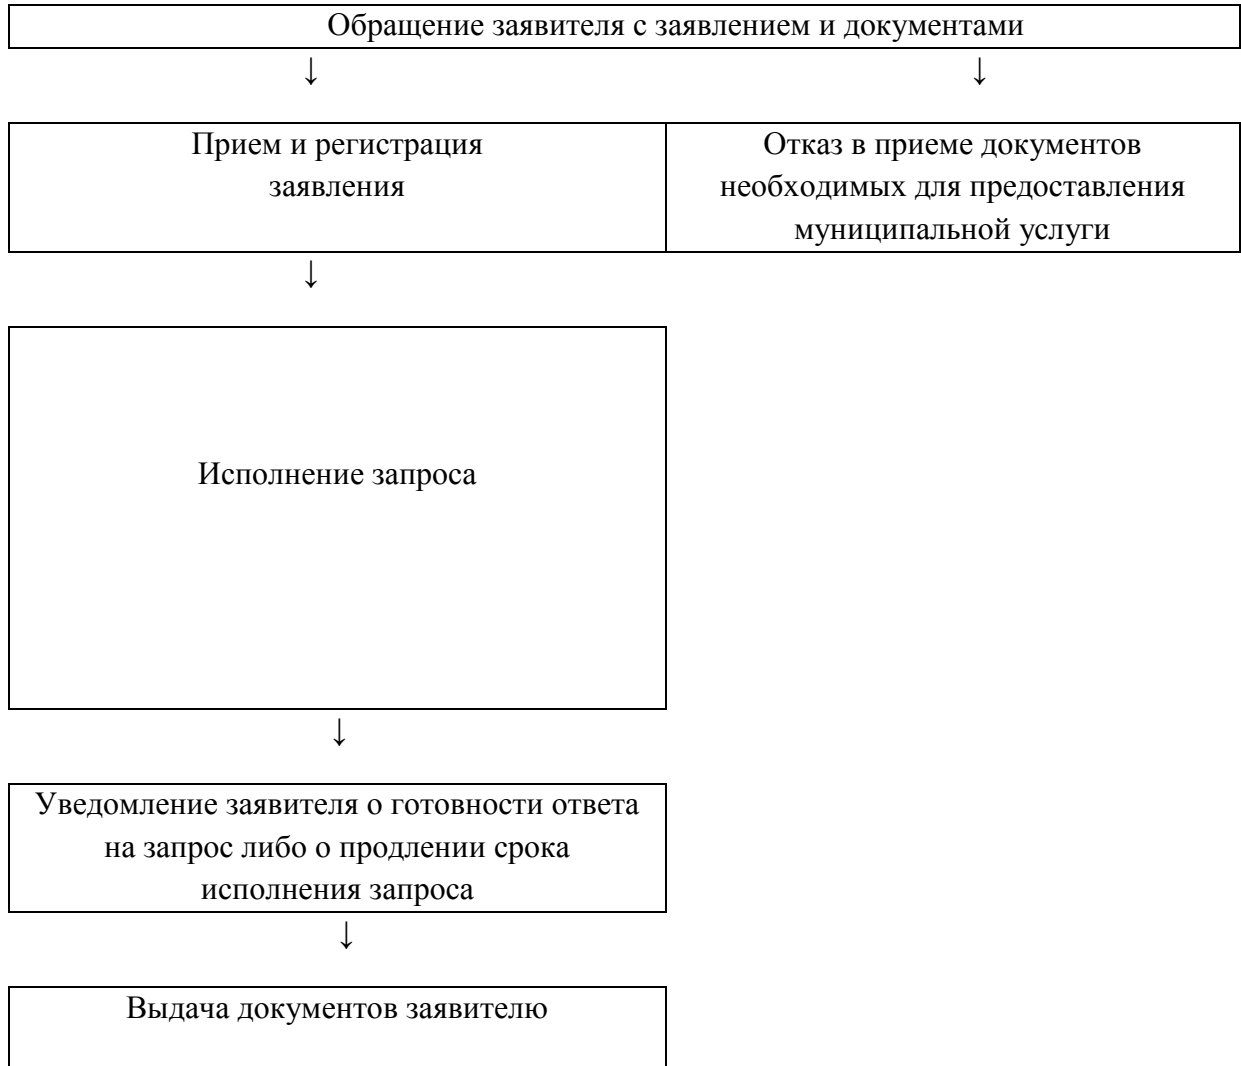 Обращение заявителя с заявлением и документами
↓ ↓
Прием и регистрация
заявления
Отказ в приеме документов
необходимых для предоставления
муниципальной услуги
↓
Исполнение запроса
↓
Уведомление заявителя о готовности ответа
на запрос либо о продлении срока
исполнения запроса
↓
Выдача документов заявителю